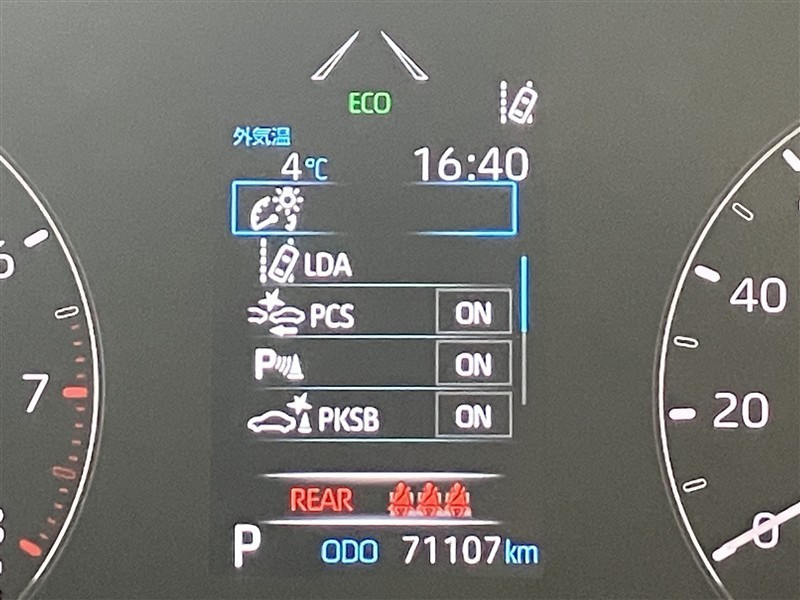 ECO
外気温
4℃ 16:40
LDA
PCS ON
P ON
PKSB ON
REAR
P ODO 71107km
6
7
40
20
0